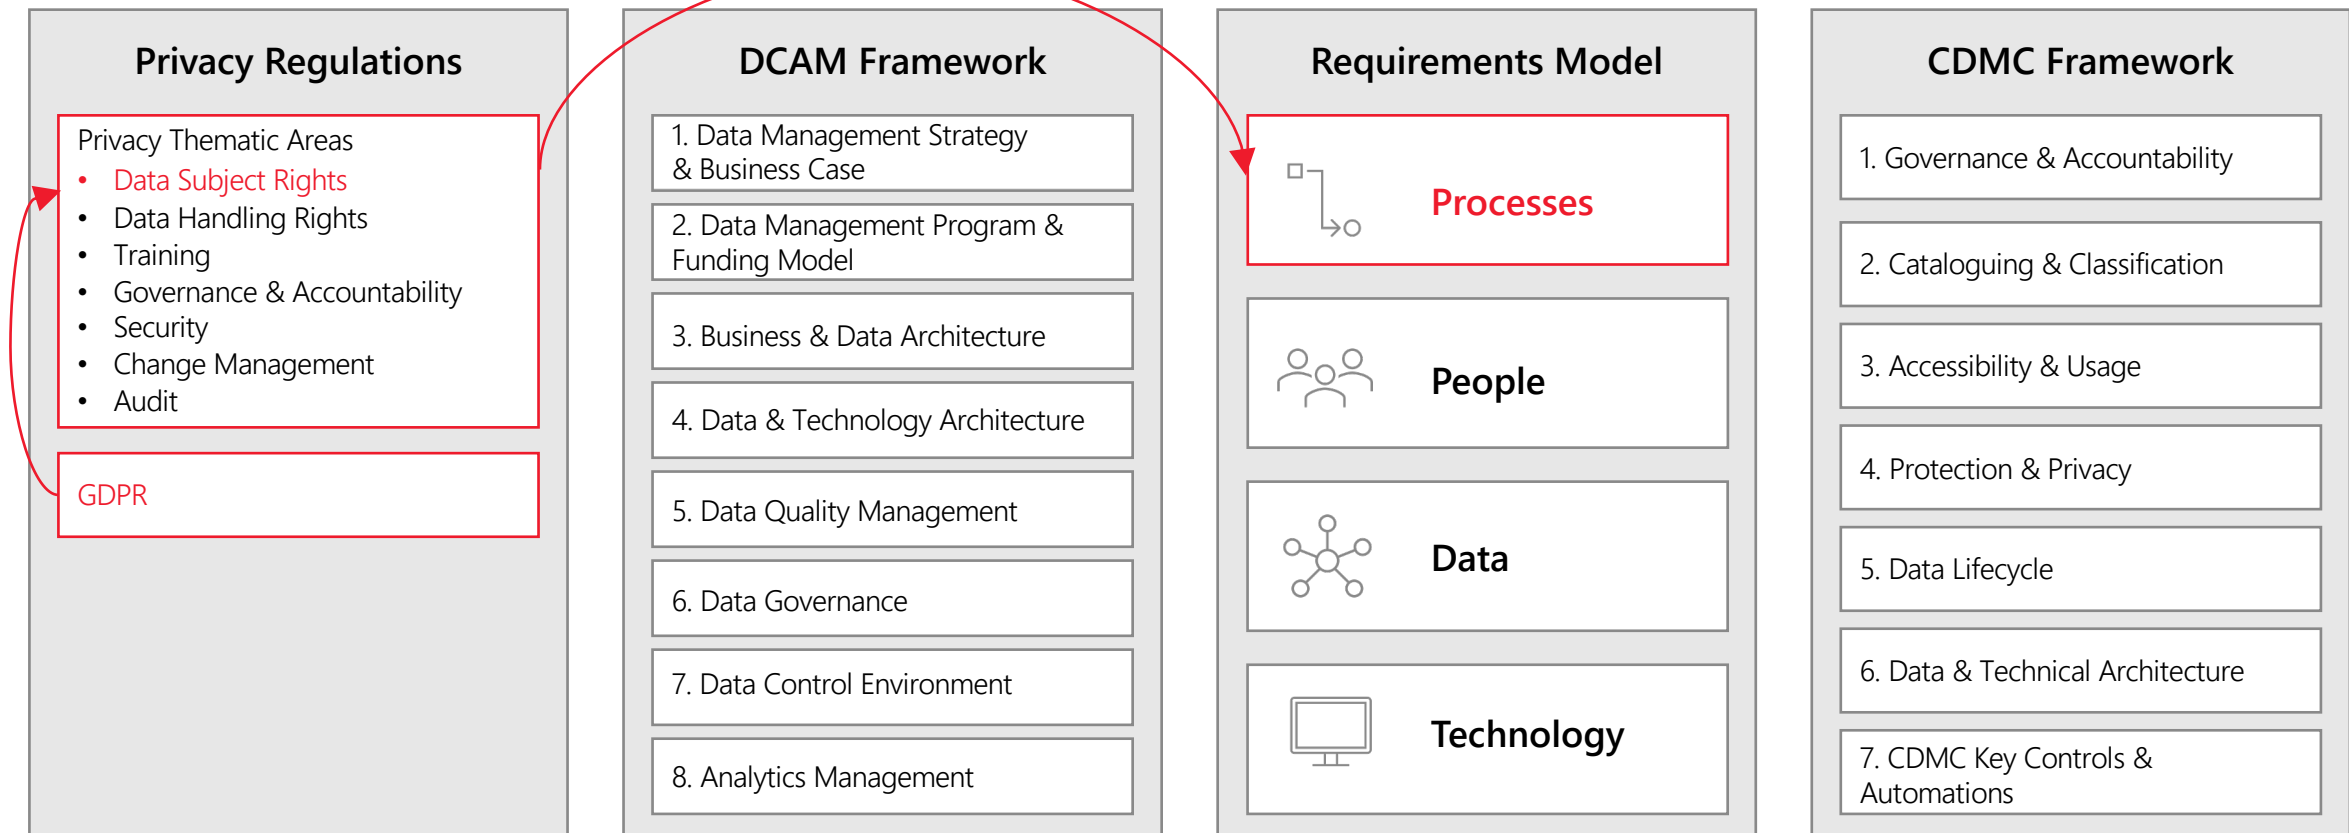 Privacy Regulations
Privacy Thematic Areas
• Data Subject Rights
• Data Handling Rights
• Training
• Governance & Accountability
• Security
• Change Management
• Audit
GDPR
DCAM Framework
1. Data Management Strategy
& Business Case
2. Data Management Program &
Funding Model
3. Business & Data Architecture
4. Data & Technology Architecture
5. Data Quality Management
6. Data Governance
7. Data Control Environment
8. Analytics Management
Requirements Model
Processes
People
Data
Technology
CDMC Framework
1. Governance & Accountability
2. Cataloguing & Classification
3. Accessibility & Usage
4. Protection & Privacy
5. Data Lifecycle
6. Data & Technical Architecture
7. CDMC Key Controls &
Automations